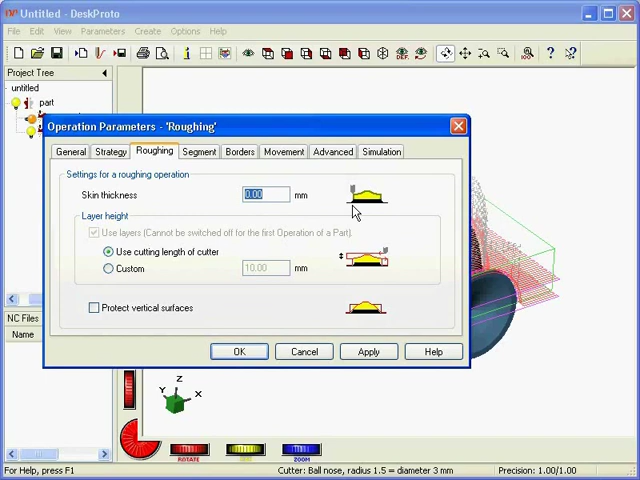 Untitled - DeskProto
File Edit View Parameters Create Options Help
Project Tree
untitled
part
Operation Parameters - 'Roughing'
General Strategy Roughing Segment Borders Movement Advanced Simulation
Settings for a roughing operation
Skin thickness 0.00 mm
Layer height
Use layers (Cannot be switched off for the first Operation of a Part).
Use cutting length of cutter
Custom 10.00 mm
Protect vertical surfaces
OK Cancel Apply Help
NC Files
Name
Z
Y X
ROTATE ZOOM
For Help, press F1 Cutter: Ball nose, radius 1.5 = diameter 3 mm Precision: 1.00/1.00